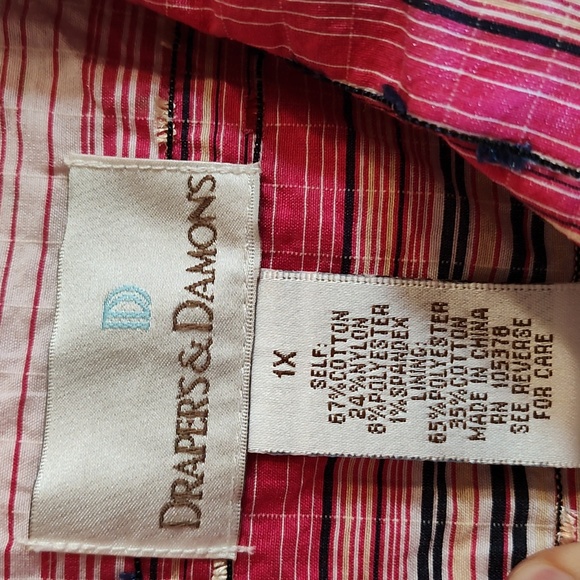 D
DRAPER'S & DAMON'S
1X
SELF:
67%COTTON
24%NYLON
6%POLYESTER
1%SPANDEX
LINING:
65%POLYESTER
35%COTTON
MADE IN CHINA
RN 105378
SEE REVERSE
FOR CARE